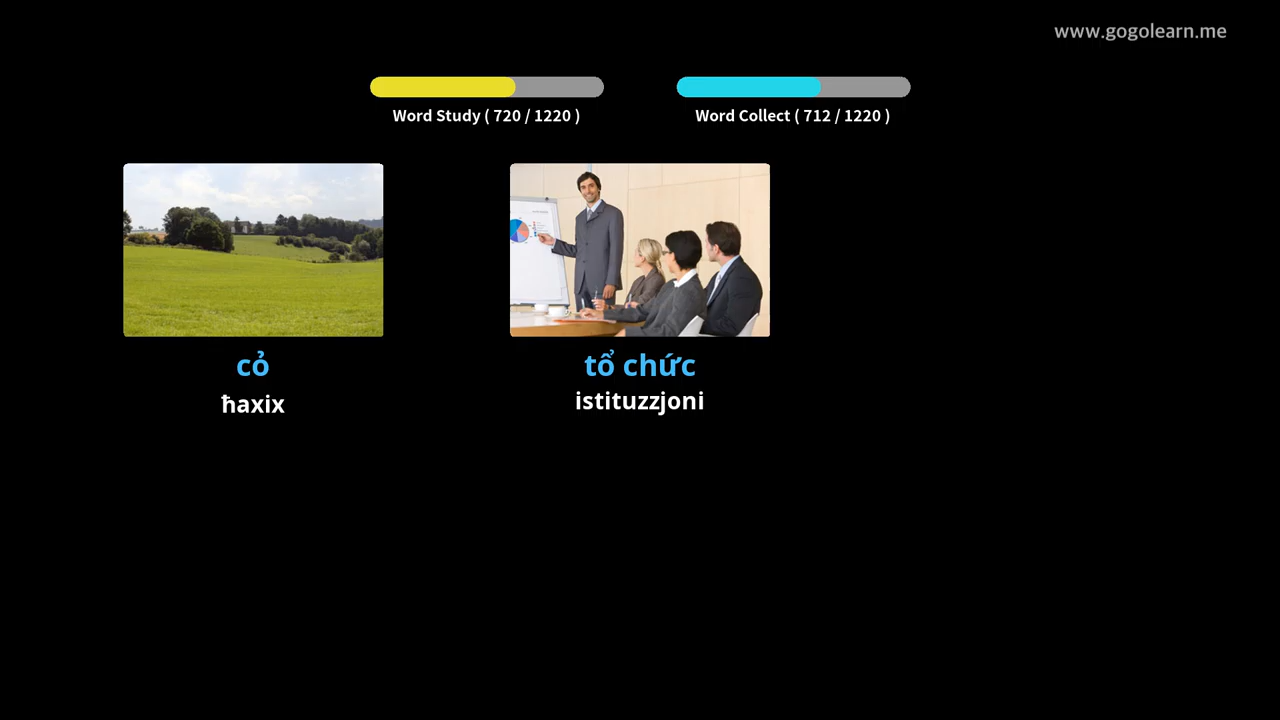 www.gogolearn.me
Word Study ( 720 / 1220 )
Word Collect ( 712 / 1220 )
cỏ
ħaxix
tổ chức
istituzzjoni